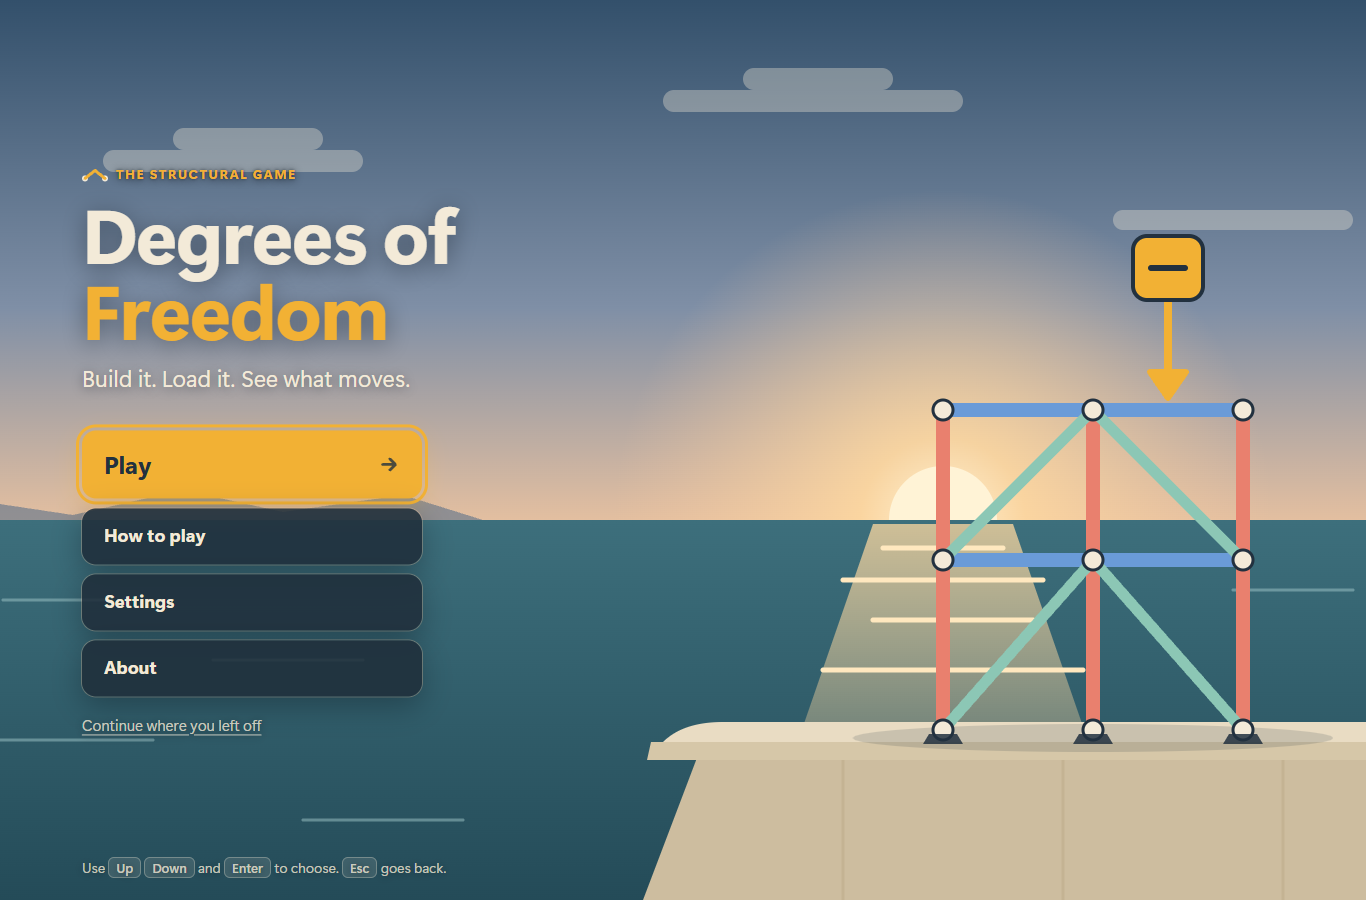 THE STRUCTURAL GAME
Degrees of
Freedom
Build it. Load it. See what moves.
Play
How to play
Settings
About
Continue where you left off
Use Up Down and Enter to choose. Esc goes back.